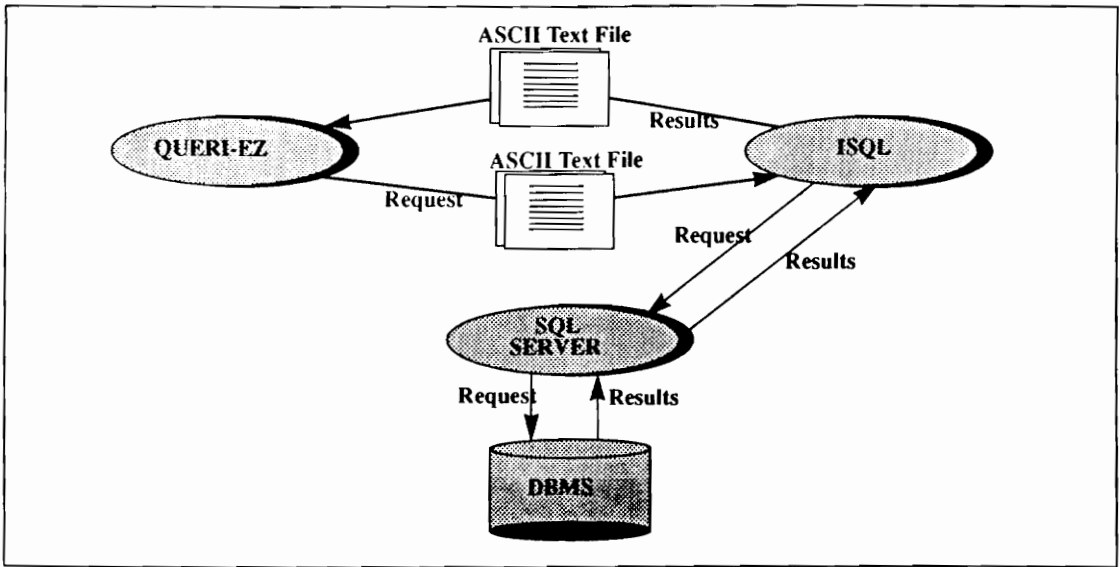 ASCII Text File
Results
QUERI-EZ
ISQL
ASCII Text File
Request
Request
Results
SQL
SERVER
Request
Results
DBMS